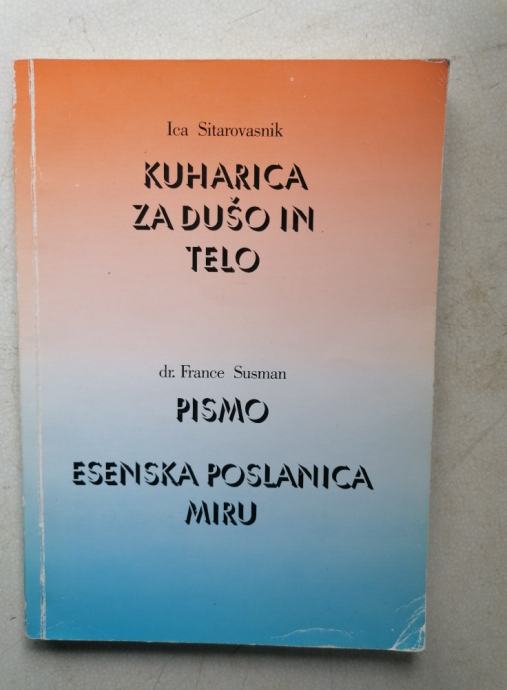 Ica Sitarovasnik
KUHARICA
ZA DUŠO IN
TELO
dr. France Susman
PISMO
ESENSKA POSLANICA
MIRU